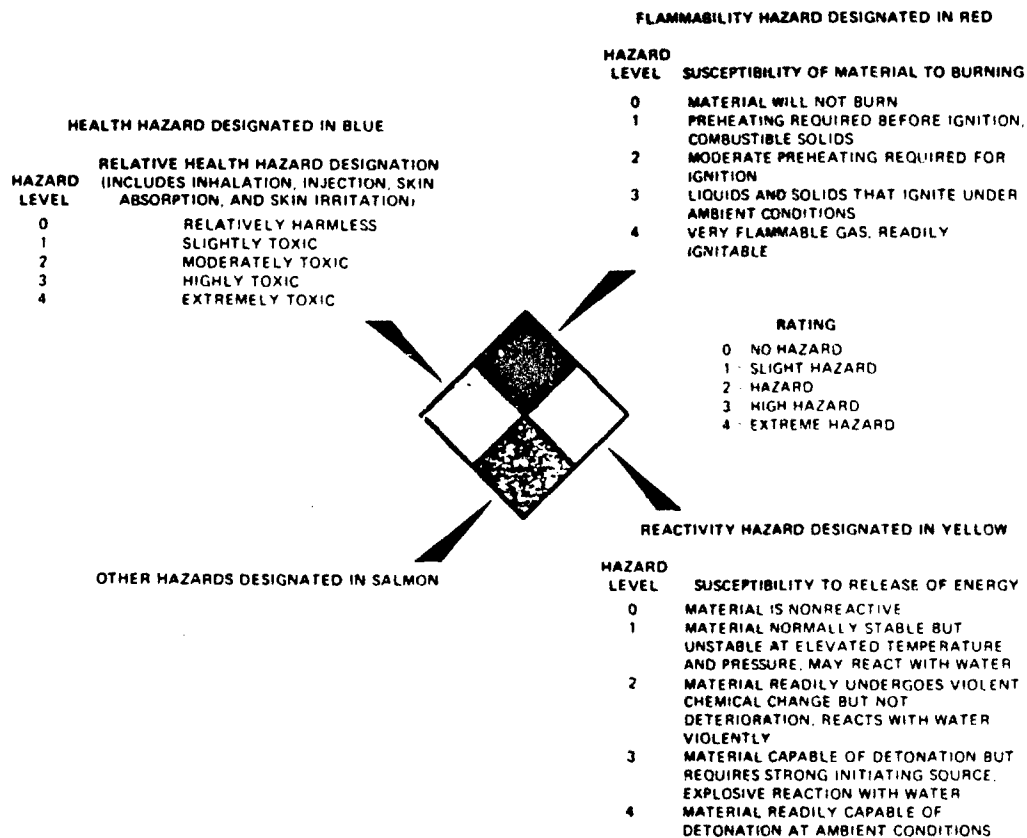 FLAMMABILITY HAZARD DESIGNATED IN RED
HAZARD
LEVEL SUSCEPTIBILITY OF MATERIAL TO BURNING
0 MATERIAL WILL NOT BURN
1 PREHEATING REQUIRED BEFORE IGNITION,
COMBUSTIBLE SOLIDS
2 MODERATE PREHEATING REQUIRED FOR
IGNITION
3 LIQUIDS AND SOLIDS THAT IGNITE UNDER
AMBIENT CONDITIONS
4 VERY FLAMMABLE GAS, READILY
IGNITABLE
HEALTH HAZARD DESIGNATED IN BLUE
HAZARD
LEVEL
RELATIVE HEALTH HAZARD DESIGNATION
(INCLUDES INHALATION, INJECTION, SKIN
ABSORPTION, AND SKIN IRRITATION)
0 RELATIVELY HARMLESS
1 SLIGHTLY TOXIC
2 MODERATELY TOXIC
3 HIGHLY TOXIC
4 EXTREMELY TOXIC
RATING
0 NO HAZARD
1 · SLIGHT HAZARD
2 · HAZARD
3 HIGH HAZARD
4 · EXTREME HAZARD
OTHER HAZARDS DESIGNATED IN SALMON
REACTIVITY HAZARD DESIGNATED IN YELLOW
HAZARD
LEVEL SUSCEPTIBILITY TO RELEASE OF ENERGY
0 MATERIAL IS NONREACTIVE
1 MATERIAL NORMALLY STABLE BUT
UNSTABLE AT ELEVATED TEMPERATURE
AND PRESSURE, MAY REACT WITH WATER
2 MATERIAL READILY UNDERGOES VIOLENT
CHEMICAL CHANGE BUT NOT
DETERIORATION, REACTS WITH WATER
VIOLENTLY
3 MATERIAL CAPABLE OF DETONATION BUT
REQUIRES STRONG INITIATING SOURCE,
EXPLOSIVE REACTION WITH WATER
4 MATERIAL READILY CAPABLE OF
DETONATION AT AMBIENT CONDITIONS